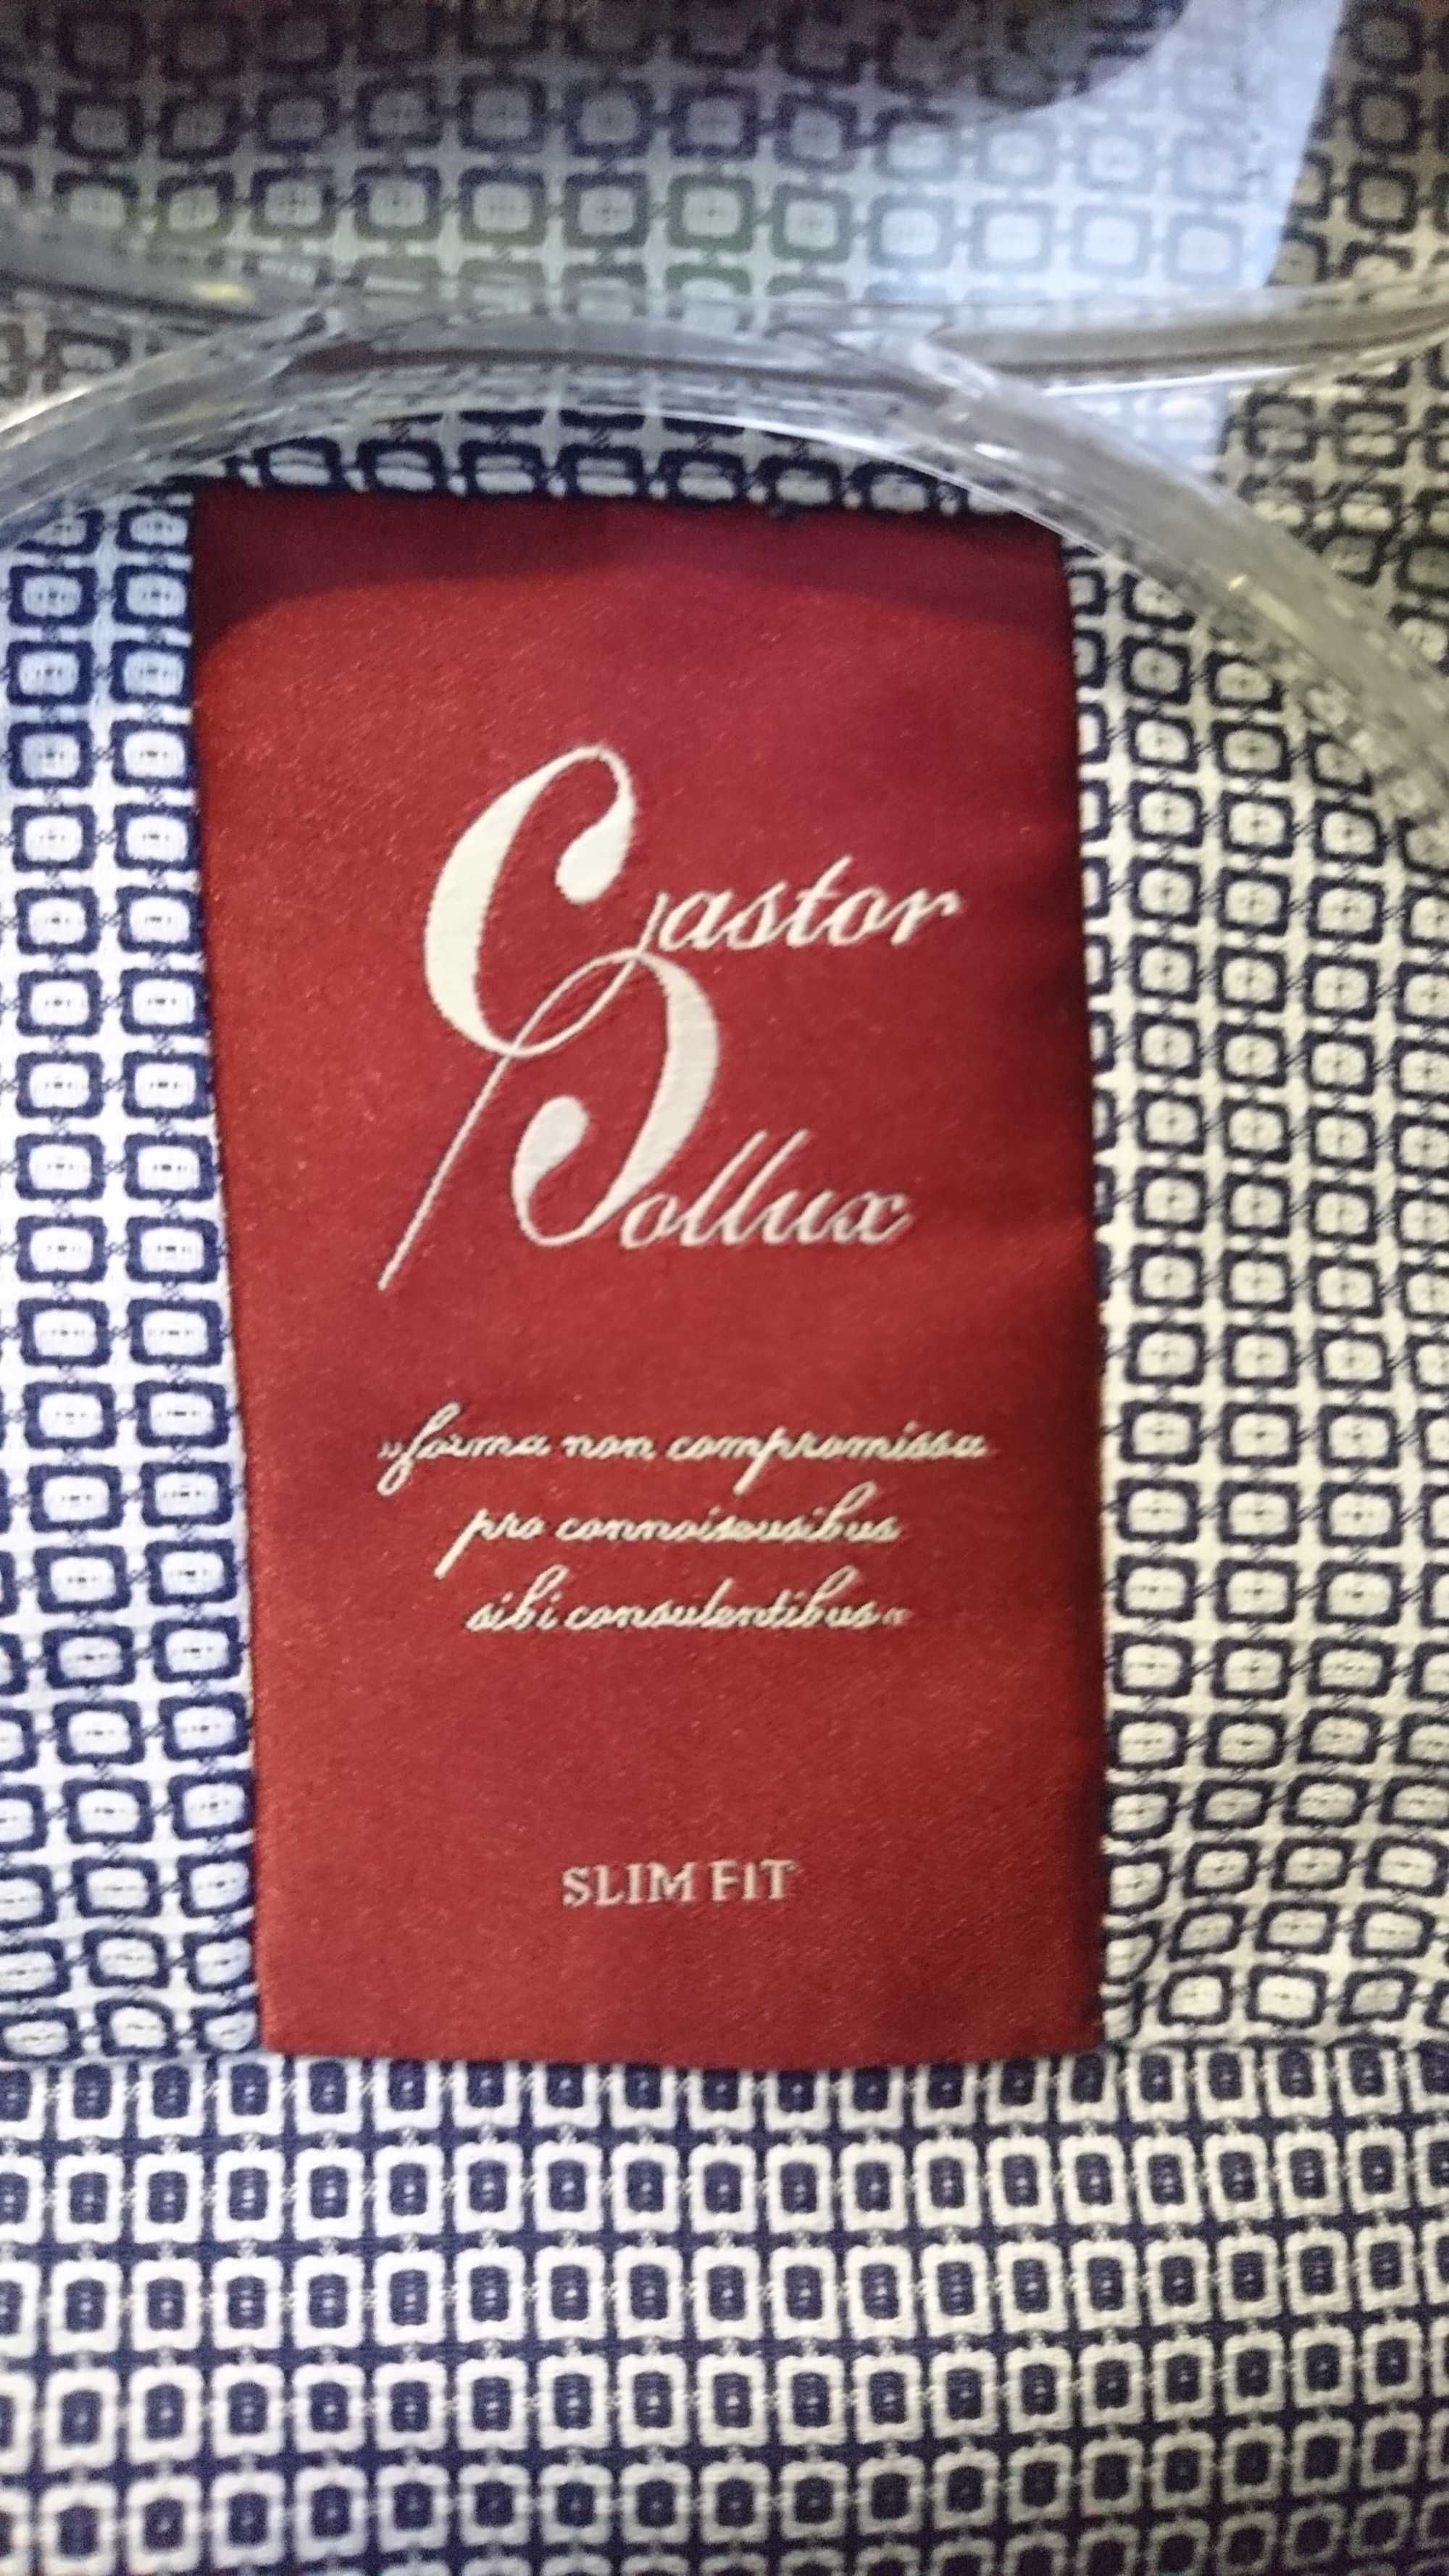 Castor
Pollux
»forma non compromissa
pro connoiseusibus
sibi consulentibus«
SLIM FIT